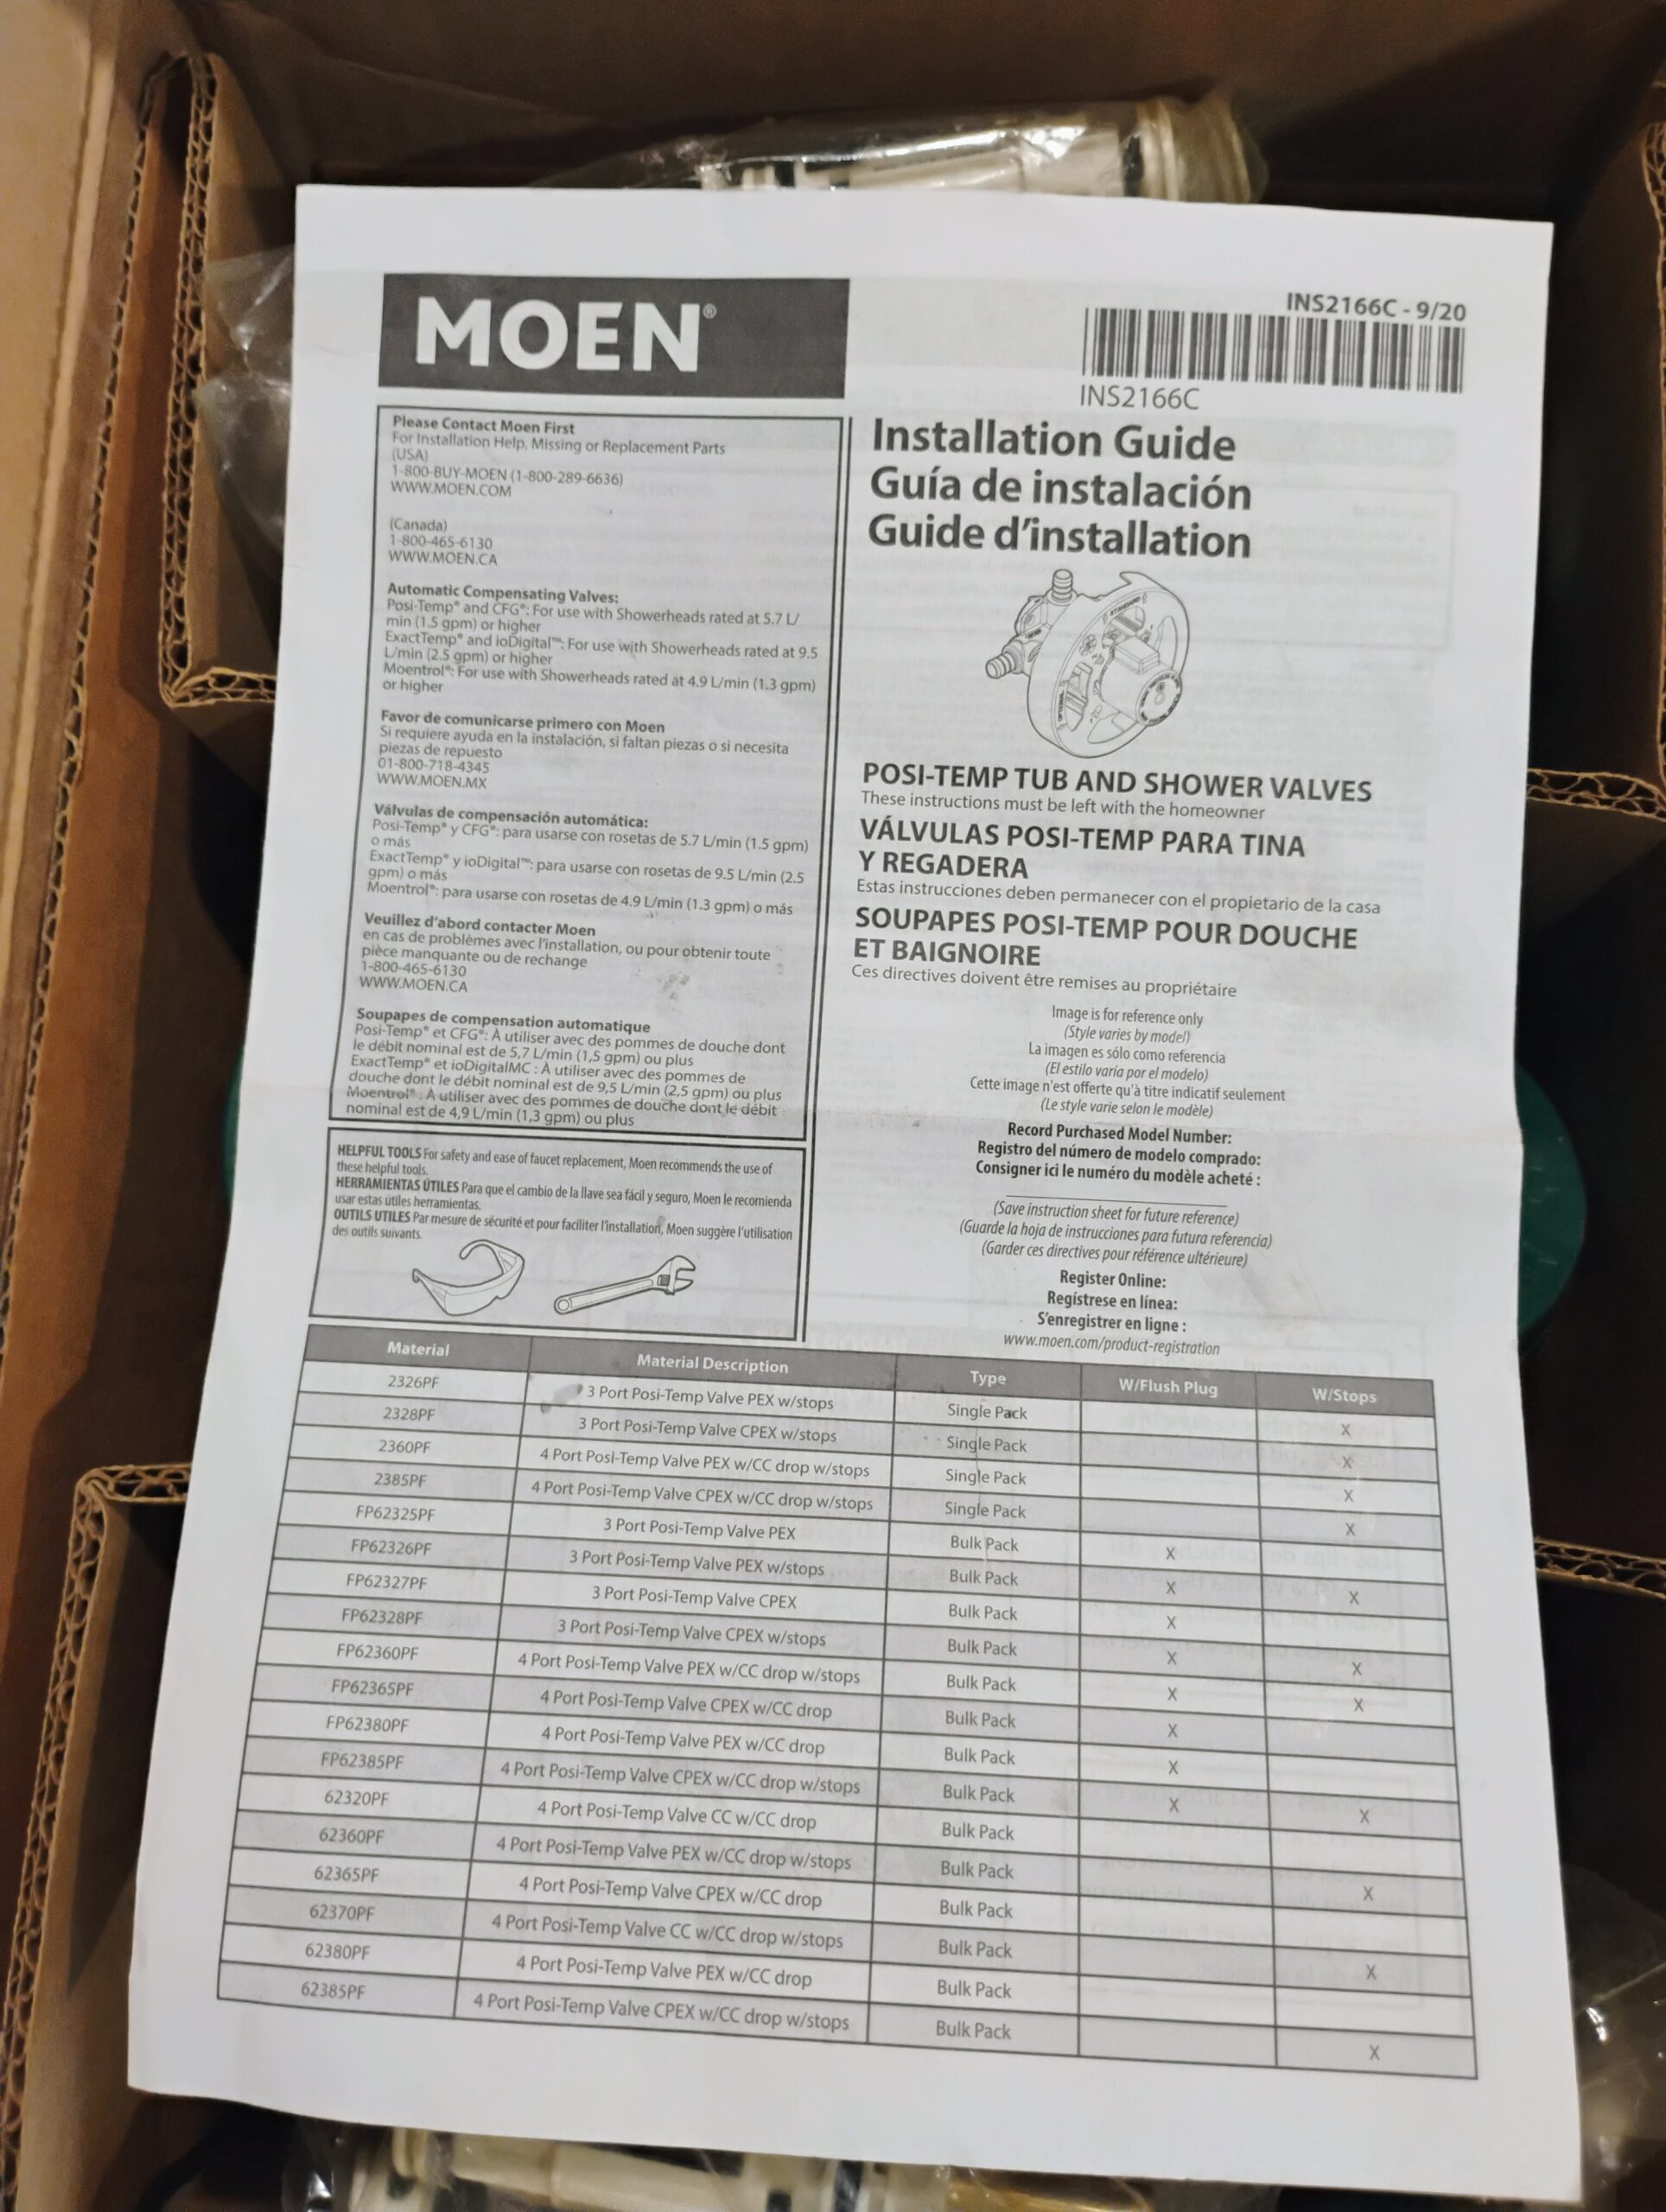 MOEN®
INS2166C - 9/20
INS2166C
Please Contact Moen First
For Installation Help, Missing or Replacement Parts
(USA)
1-800-BUY-MOEN (1-800-289-6636)
WWW.MOEN.COM
(Canada)
1-800-465-6130
WWW.MOEN.CA
Automatic Compensating Valves:
Posi-Temp® and CFG®: For use with Showerheads rated at 5.7 L/
min (1.5 gpm) or higher
ExactTemp® and ioDigital™: For use with Showerheads rated at 9.5
L/min (2.5 gpm) or higher
Moentrol®: For use with Showerheads rated at 4.9 L/min (1.3 gpm)
or higher
Favor de comunicarse primero con Moen
Si requiere ayuda en la instalación, si faltan piezas o si necesita
piezas de repuesto
01-800-718-4345
WWW.MOEN.MX
Válvulas de compensación automática:
Posi-Temp® y CFG®: para usarse con rosetas de 5.7 L/min (1.5 gpm)
o más
ExactTemp® y ioDigital™: para usarse con rosetas de 9.5 L/min (2.5
gpm) o más
Moentrol®: para usarse con rosetas de 4.9 L/min (1.3 gpm) o más
Veuillez d'abord contacter Moen
en cas de problèmes avec l'installation, ou pour obtenir toute
pièce manquante ou de rechange
1-800-465-6130
WWW.MOEN.CA
Soupapes de compensation automatique
Posi-Temp® et CFG®: À utiliser avec des pommes de douche dont
le débit nominal est de 5,7 L/min (1,5 gpm) ou plus
ExactTemp® et ioDigitalMC : À utiliser avec des pommes de
douche dont le débit nominal est de 9,5 L/min (2,5 gpm) ou plus
Moentrol® : À utiliser avec des pommes de douche dont le débit
nominal est de 4,9 L/min (1,3 gpm) ou plus
HELPFUL TOOLS For safety and ease of faucet replacement, Moen recommends the use of
these helpful tools.
HERRAMIENTAS ÚTILES Para que el cambio de la llave sea fácil y seguro, Moen le recomienda
usar estas útiles herramientas.
OUTILS UTILES Par mesure de sécurité et pour faciliter l'installation, Moen suggère l'utilisation
des outils suivants.
Installation Guide
Guía de instalación
Guide d'installation
POSI-TEMP TUB AND SHOWER VALVES
These instructions must be left with the homeowner
VÁLVULAS POSI-TEMP PARA TINA
Y REGADERA
Estas instrucciones deben permanecer con el propietario de la casa
SOUPAPES POSI-TEMP POUR DOUCHE
ET BAIGNOIRE
Ces directives doivent être remises au propriétaire
Image is for reference only
(Style varies by model)
La imagen es sólo como referencia
(El estilo varía por el modelo)
Cette image n'est offerte qu'à titre indicatif seulement
(Le style varie selon le modèle)
Record Purchased Model Number:
Registro del número de modelo comprado:
Consigner ici le numéro du modèle acheté :
(Save instruction sheet for future reference)
(Guarde la hoja de instrucciones para futura referencia)
(Garder ces directives pour référence ultérieure)
Register Online:
Regístrese en línea:
S'enregistrer en ligne :
www.moen.com/product-registration
Material Material Description Type W/Flush Plug W/Stops
2326PF 3 Port Posi-Temp Valve PEX w/stops Single Pack X
2328PF 3 Port Posi-Temp Valve CPEX w/stops Single Pack X
2360PF 4 Port Posi-Temp Valve PEX w/CC drop w/stops Single Pack X
2385PF 4 Port Posi-Temp Valve CPEX w/CC drop w/stops Single Pack X
FP62325PF 3 Port Posi-Temp Valve PEX Bulk Pack X
FP62326PF 3 Port Posi-Temp Valve PEX w/stops Bulk Pack X X
FP62327PF 3 Port Posi-Temp Valve CPEX Bulk Pack X
FP62328PF 3 Port Posi-Temp Valve CPEX w/stops Bulk Pack X X
FP62360PF 4 Port Posi-Temp Valve PEX w/CC drop w/stops Bulk Pack X X
FP62365PF 4 Port Posi-Temp Valve CPEX w/CC drop Bulk Pack X
FP62380PF 4 Port Posi-Temp Valve PEX w/CC drop Bulk Pack X
FP62385PF 4 Port Posi-Temp Valve CPEX w/CC drop w/stops Bulk Pack X X
62320PF 4 Port Posi-Temp Valve CC w/CC drop Bulk Pack
62360PF 4 Port Posi-Temp Valve PEX w/CC drop w/stops Bulk Pack X
62365PF 4 Port Posi-Temp Valve CPEX w/CC drop Bulk Pack
62370PF 4 Port Posi-Temp Valve CC w/CC drop w/stops Bulk Pack X
62380PF 4 Port Posi-Temp Valve PEX w/CC drop Bulk Pack
62385PF 4 Port Posi-Temp Valve CPEX w/CC drop w/stops Bulk Pack X